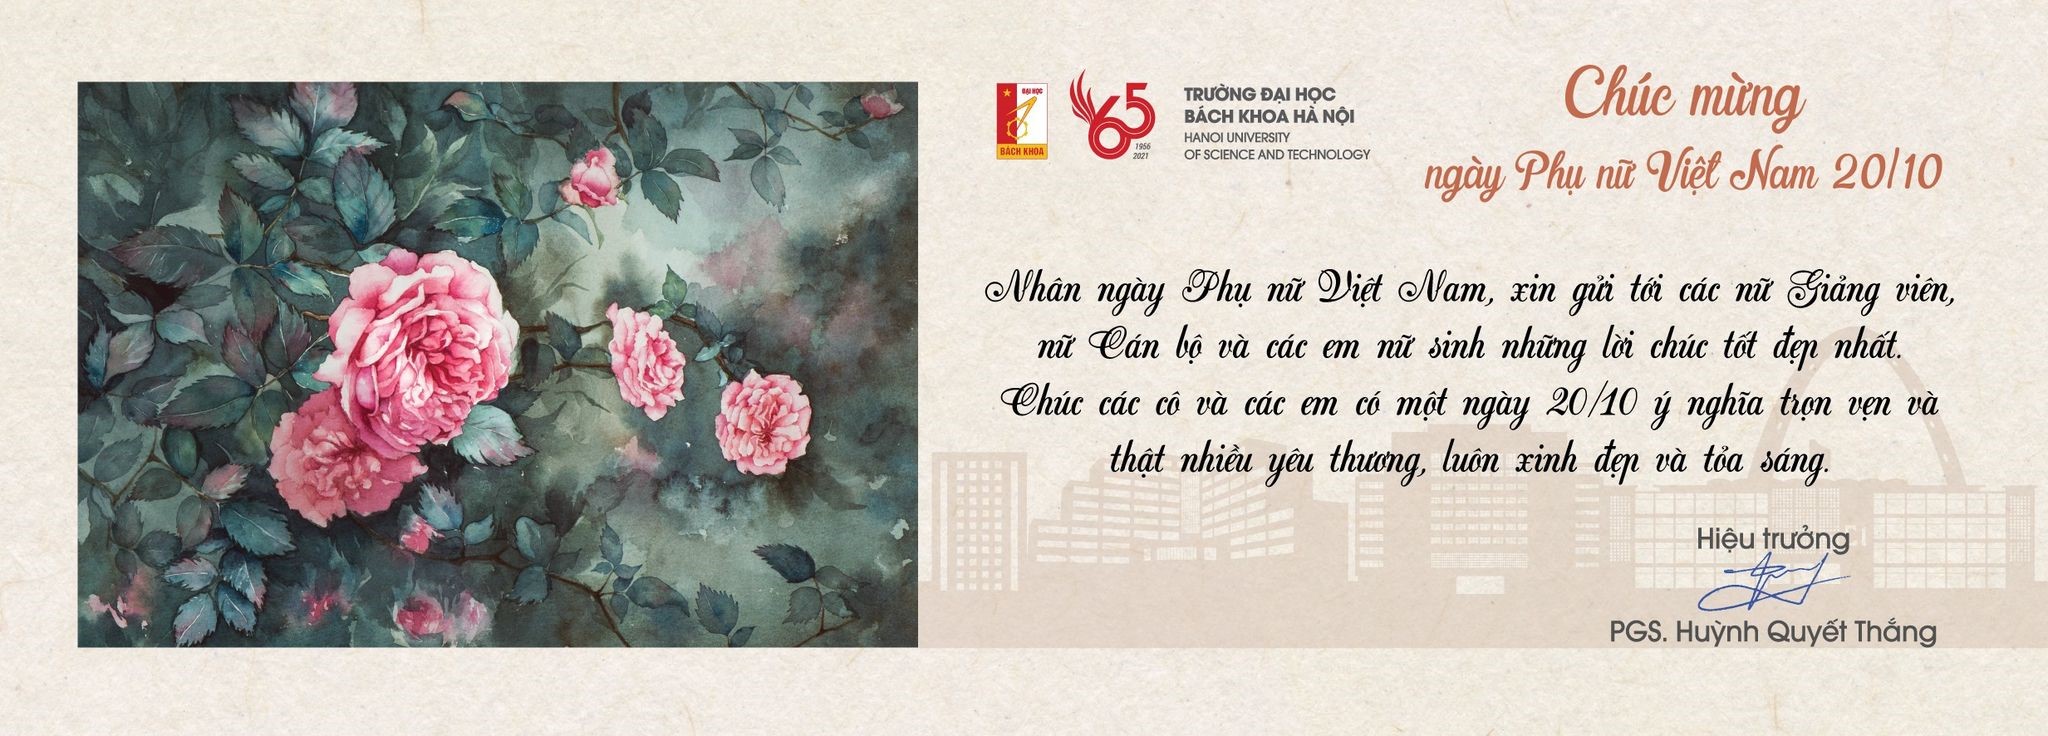 ĐẠI HỌC
BÁCH KHOA
65
1956
2021
TRƯỜNG ĐẠI HỌC
BÁCH KHOA HÀ NỘI
HANOI UNIVERSITY
OF SCIENCE AND TECHNOLOGY
Chúc mừng
ngày Phụ nữ Việt Nam 20/10
Nhân ngày Phụ nữ Việt Nam, xin gửi tới các nữ Giảng viên,
nữ Cán bộ và các em nữ sinh những lời chúc tốt đẹp nhất.
Chúc các cô và các em có một ngày 20/10 ý nghĩa trọn vẹn và
thật nhiều yêu thương, luôn xinh đẹp và tỏa sáng.
Hiệu trưởng
PGS. Huỳnh Quyết Thắng